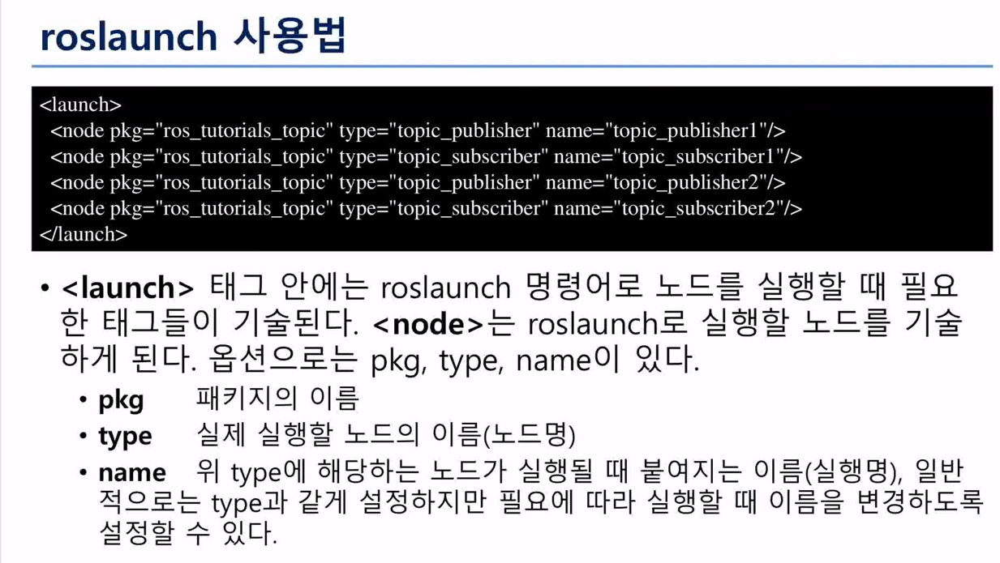 roslaunch 사용법
<launch>
<node pkg="ros_tutorials_topic" type="topic_publisher" name="topic_publisher1"/>
<node pkg="ros_tutorials_topic" type="topic_subscriber" name="topic_subscriber1"/>
<node pkg="ros_tutorials_topic" type="topic_publisher" name="topic_publisher2"/>
<node pkg="ros_tutorials_topic" type="topic_subscriber" name="topic_subscriber2"/>
</launch>
• <launch> 태그 안에는 roslaunch 명령어로 노드를 실행할 때 필요
한 태그들이 기술된다. <node>는 roslaunch로 실행할 노드를 기술
하게 된다. 옵션으로는 pkg, type, name이 있다.
• pkg 패키지의 이름
• type 실제 실행할 노드의 이름(노드명)
• name 위 type에 해당하는 노드가 실행될 때 붙여지는 이름(실행명), 일반
적으로는 type과 같게 설정하지만 필요에 따라 실행할 때 이름을 변경하도록
설정할 수 있다.